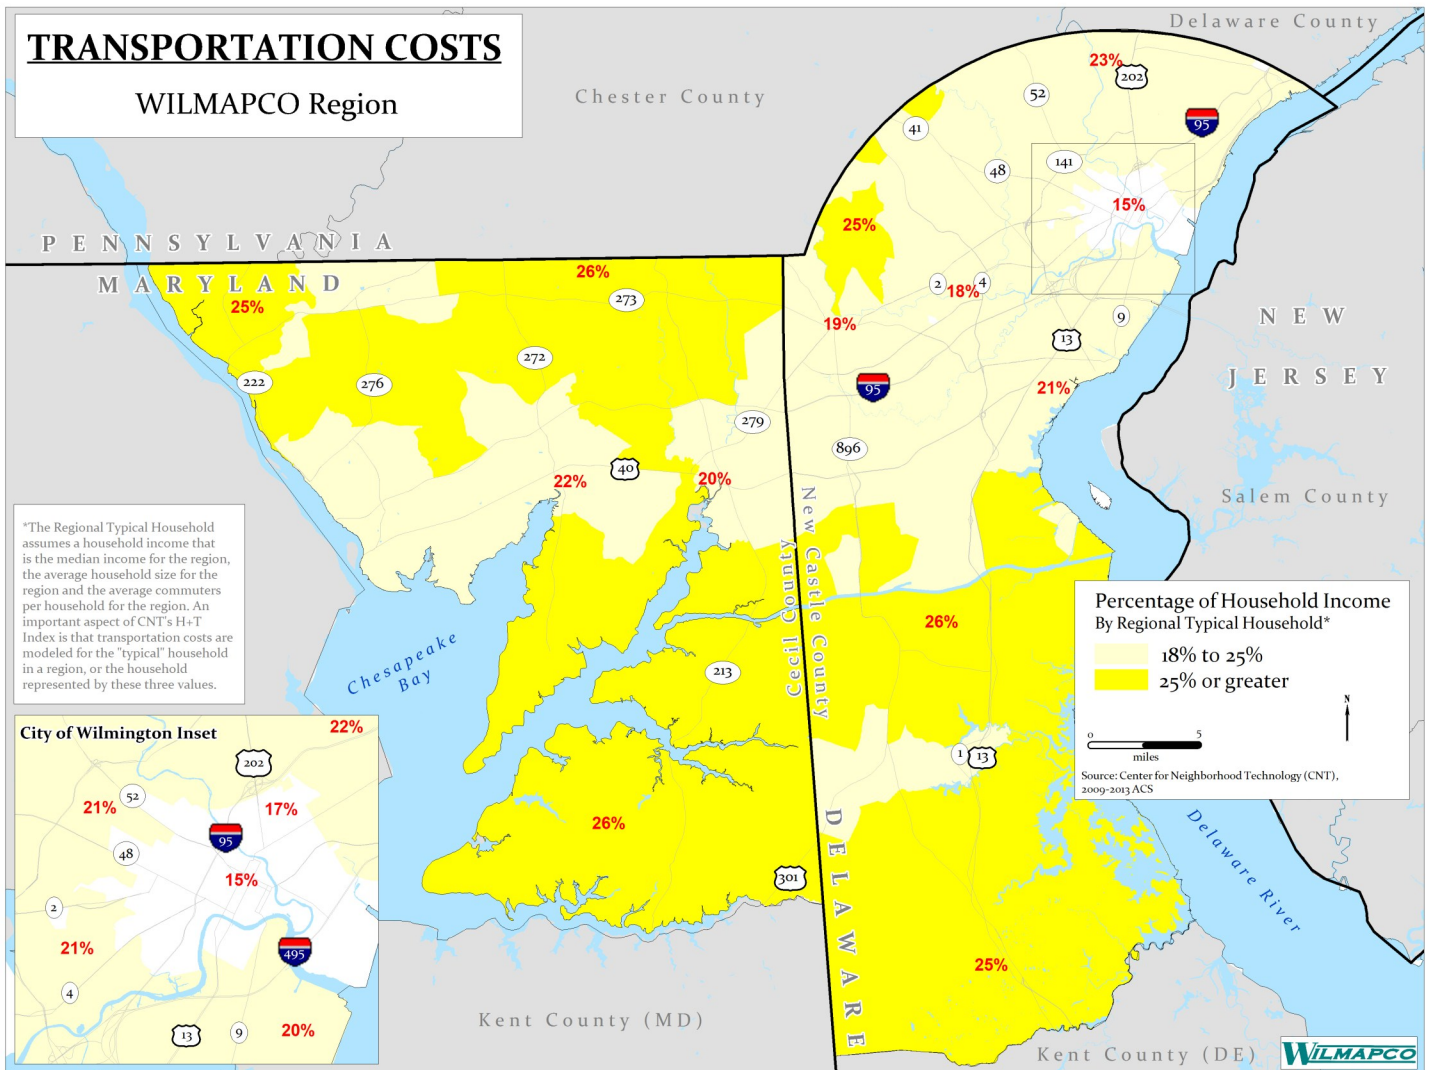 TRANSPORTATION COSTS
WILMAPCO Region
Delaware County
Chester County
23%
202
52
95
41
141
48
15%
PENNSYLVANIA
MARYLAND
25%
26%
273
25%
2
18%
4
19%
9
13
NEW
JERSEY
272
222
276
95
21%
279
896
40
22%
20%
Salem County
New Castle County
Cecil County
*The Regional Typical Household
assumes a household income that
is the median income for the region,
the average household size for the
region and the average commuters
per household for the region. An
important aspect of CNT's H+T
Index is that transportation costs are
modeled for the "typical" household
in a region, or the household
represented by these three values.
Chesapeake
Bay
213
26%
Percentage of Household Income
By Regional Typical Household*
18% to 25%
25% or greater
N
0 5
miles
Source: Center for Neighborhood Technology (CNT),
2009-2013 ACS
1
13
26%
301
DELAWARE
Delaware River
25%
City of Wilmington Inset
22%
202
52
21%
17%
95
48
15%
2
21%
495
4
13
9
20%
Kent County (MD)
Kent County (DE)
WILMAPCO